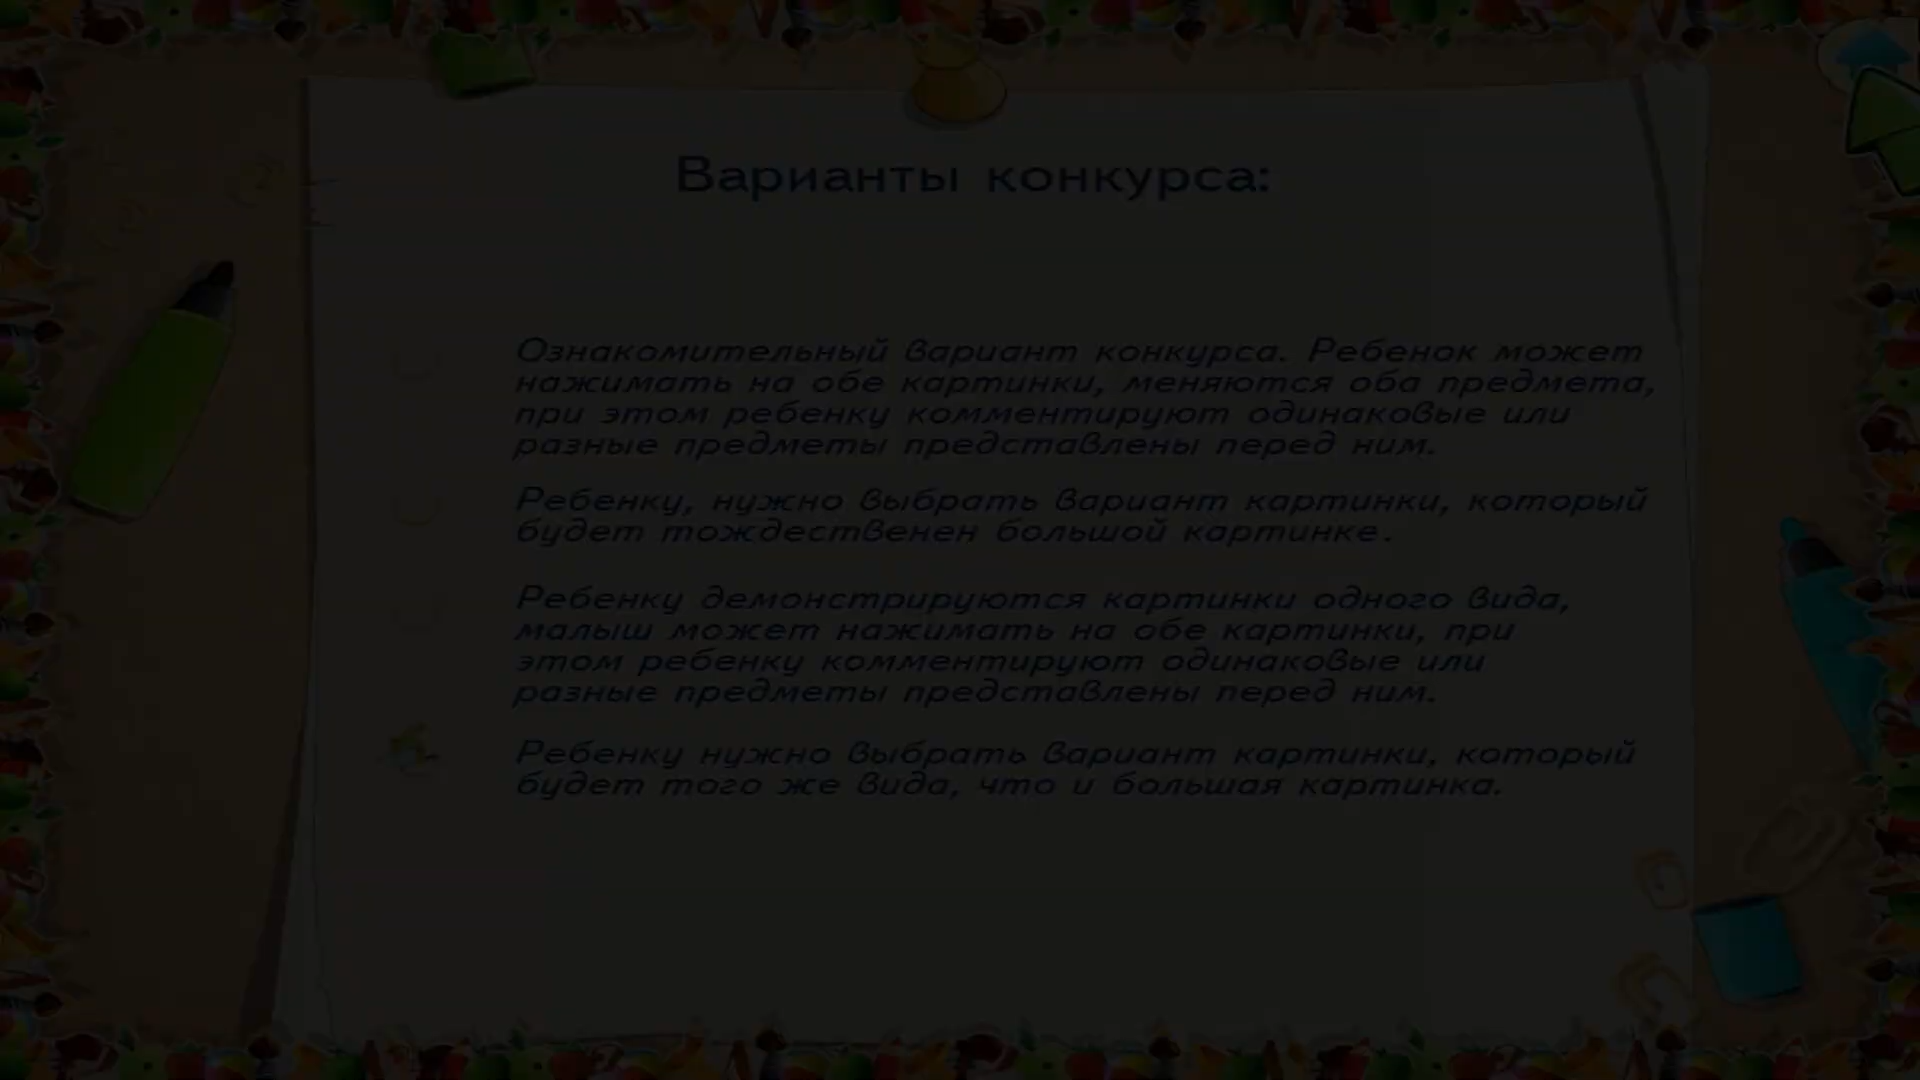 Варианты конкурса:
Ознакомительный вариант конкурса. Ребенок может
нажимать на обе картинки, меняются оба предмета,
при этом ребенку комментируют одинаковые или
разные предметы представлены перед ним.
Ребенку, нужно выбрать вариант картинки, который
будет тождественен большой картинке.
Ребенку демонстрируются картинки одного вида,
малыш может нажимать на обе картинки, при
этом ребенку комментируют одинаковые или
разные предметы представлены перед ним.
Ребенку нужно выбрать вариант картинки, который
будет того же вида, что и большая картинка.